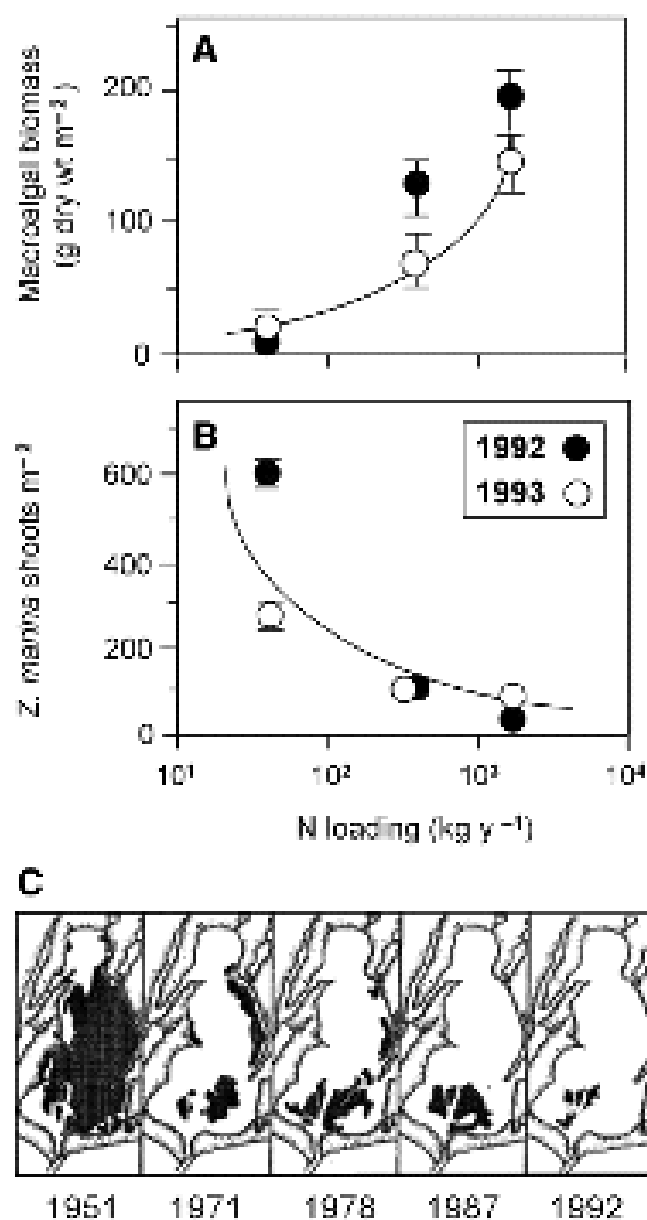 A
Macroalgal biomass
(g dry wt m⁻²)
200
100
0
B
1992
1993
Z. marina shoots m⁻²
600
400
200
0
10¹ 10² 10³ 10⁴
N loading (kg y⁻¹)
C
1951 1971 1978 1987 1992